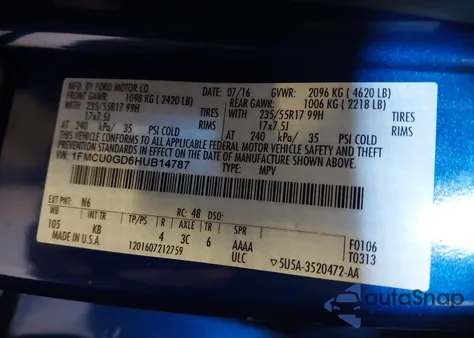 MFD. BY FORD MOTOR CO.
DATE: 07/16 GVWR: 2096 KG ( 4620 LB)
FRONT GAWR: 1098 KG ( 2420 LB) REAR GAWR: 1006 KG ( 2218 LB)
WITH 235/55R17 99H TIRES WITH 235/55R17 99H TIRES
17x7.5J RIMS 17x7.5J RIMS
AT 240 kPa/ 35 PSI COLD AT 240 kPa/ 35 PSI COLD
THIS VEHICLE CONFORMS TO ALL APPLICABLE FEDERAL MOTOR VEHICLE SAFETY AND THEFT
PREVENTION STANDARDS IN EFFECT ON THE DATE OF MANUFACTURE SHOWN ABOVE.
VIN: 1FMCU0GD6HUB14787 TYPE: MPV
EXT PNT: N6 RC: 48 DSO:
WB INT TR TP/PS R AXLE TR SPR F0106
105 KB 4 3C 6 AAAA T0313
MADE IN U.S.A. ULC
1201607212759 5U5A-3520472-AA
autoSnap